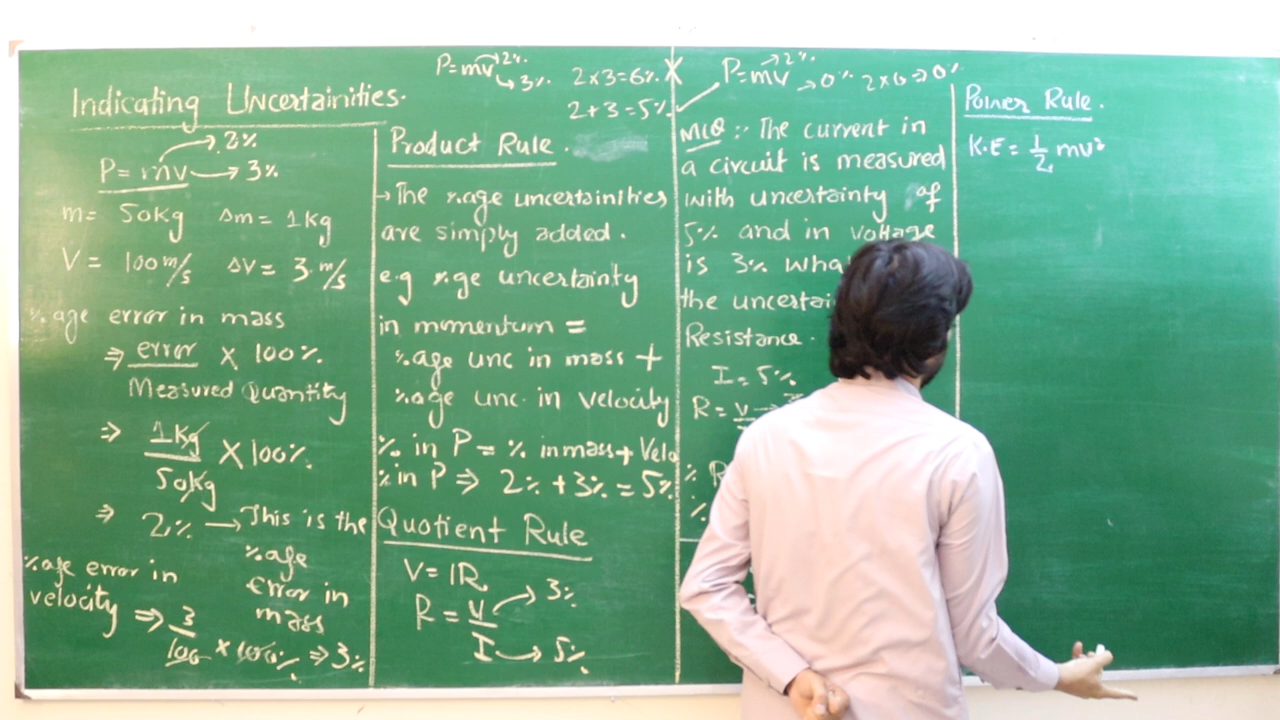 Indicating Uncertainities.
P=mv → 2%
→ 3%
m= 50kg Δm= 1kg
V= 100m/s Δv= 3 m/s
%age error in mass
⇒ error / Measured Quantity × 100%
⇒ 1kg / 50kg × 100%
⇒ 2% → This is the %age error in mass
%age error in
velocity ⇒ 3/100 × 100% ⇒ 3%
P=mv → 2%
→ 3%
2×3=6% X
2+3=5%
Product Rule.
→ The %age uncertainities
are simply added.
e.g %ge uncertainty
in momentum =
%age unc in mass +
%age unc. in velocity
% in P = % in mass + Velo
% in P ⇒ 2% + 3% = 5%
Quotient Rule
V=IR
R= V/I → 3%
→ 5%
P=mv → 2%
→ 0% 2×0 ⇒ 0%
MCQ :- The current in
a circuit is measured
with uncertainty of
5% and in voltage
is 3%
the
Resistance.
I = 5%
R = V
Power Rule.
K.E = 1/2 mv²